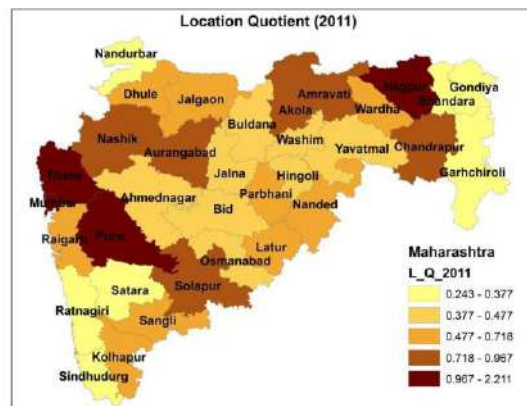 Location Quotient (2011)
Nandurbar
Dhule
Jalgaon
Buldana
Akola
Amravati
Wardha
Nagpur
Bhandara
Gondiya
Nashik
Aurangabad
Washim
Yavatmal
Chandrapur
Garhchiroli
Thane
Jalna
Hingoli
Mumbai
Ahmednagar
Parbhani
Nanded
Raigarh
Pune
Bid
Latur
Osmanabad
Satara
Solapur
Ratnagiri
Sangli
Kolhapur
Sindhudurg
Maharashtra
L_Q_2011
0.243 - 0.377
0.377 - 0.477
0.477 - 0.718
0.718 - 0.967
0.967 - 2.211